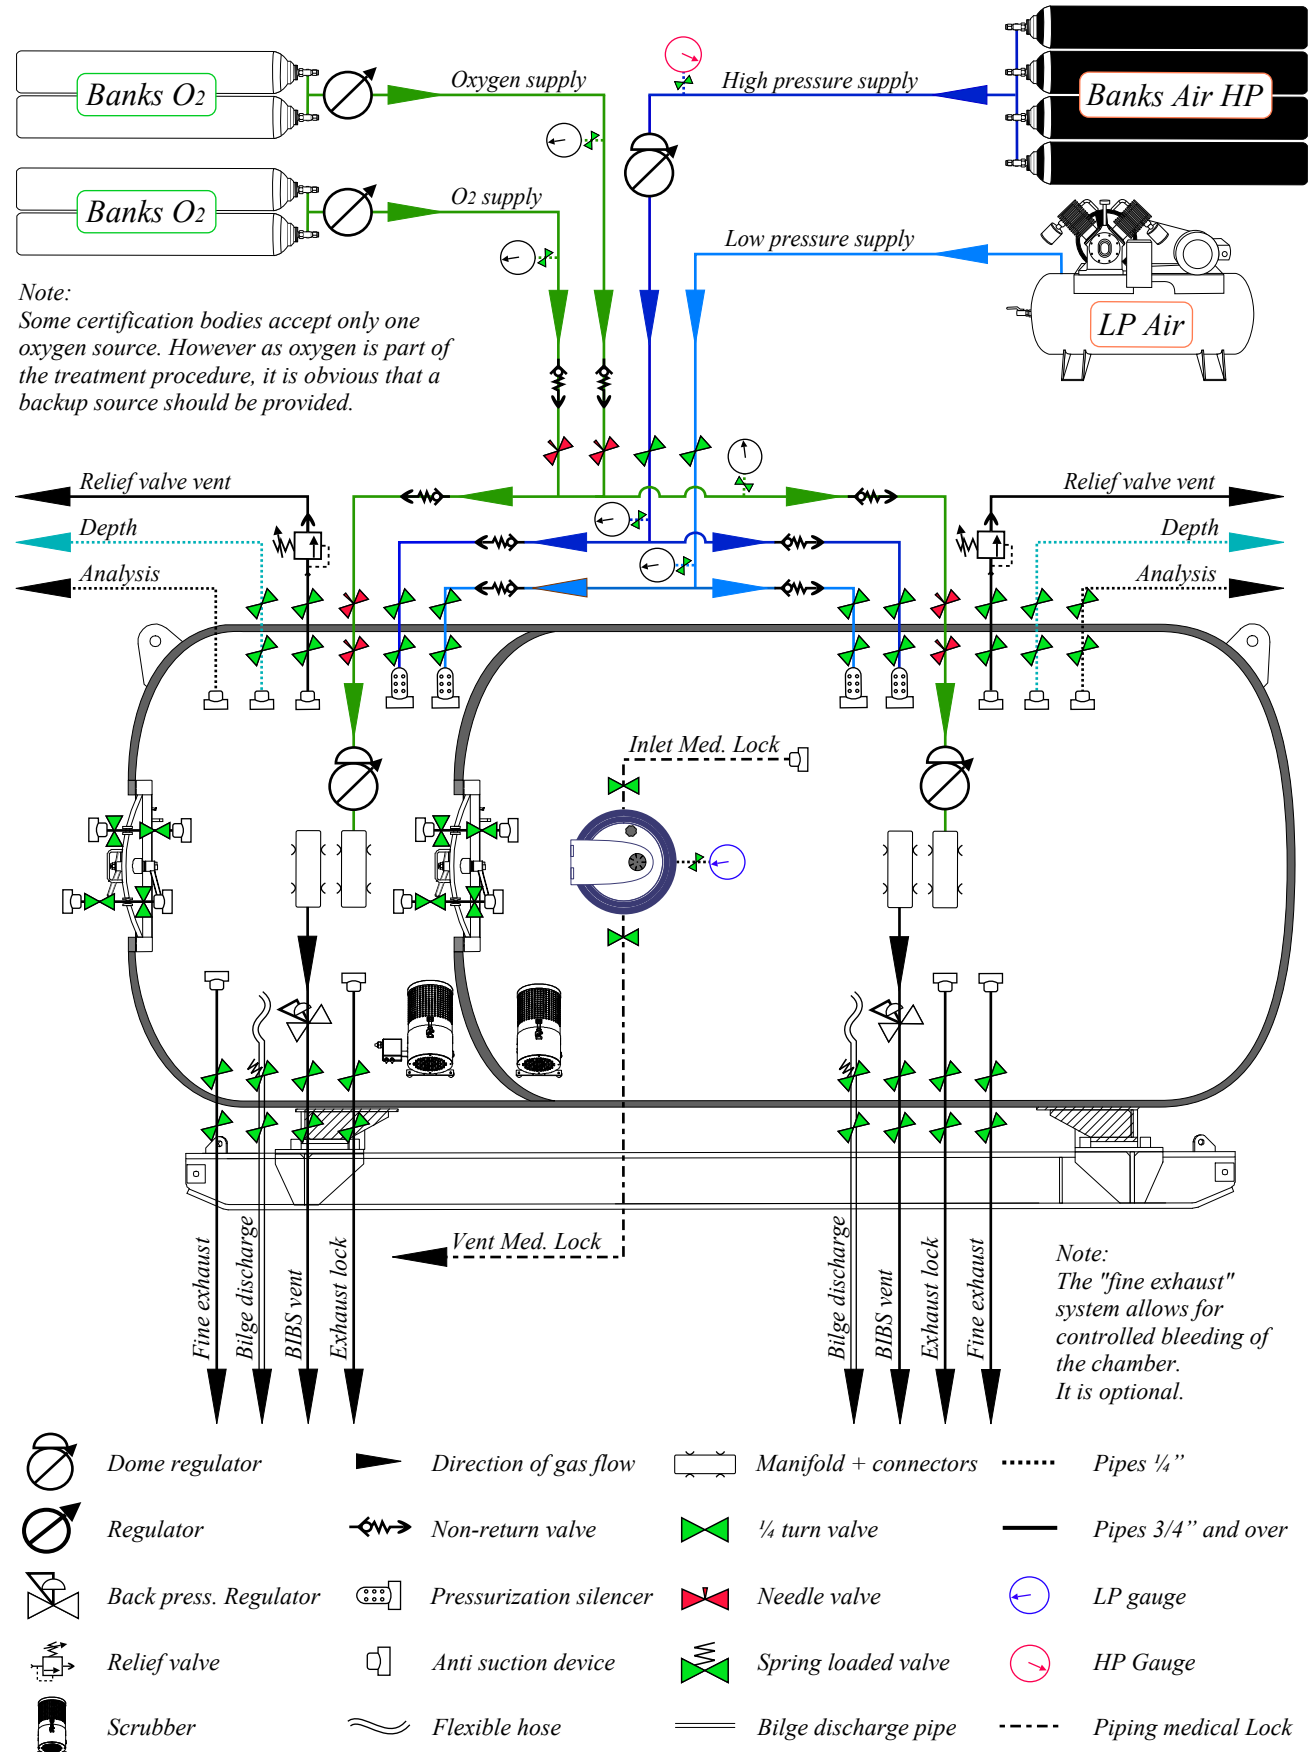 Banks O2
Oxygen supply
High pressure supply
Banks Air HP
Banks O2
O2 supply
Low pressure supply
LP Air
Note:
Some certification bodies accept only one
oxygen source. However as oxygen is part of
the treatment procedure, it is obvious that a
backup source should be provided.
Relief valve vent
Depth
Analysis
Relief valve vent
Depth
Analysis
Inlet Med. Lock
Vent Med. Lock
Fine exhaust
Bilge discharge
BIBS vent
Exhaust lock
Bilge discharge
BIBS vent
Exhaust lock
Fine exhaust
Note:
The "fine exhaust"
system allows for
controlled bleeding of
the chamber.
It is optional.
Dome regulator
Direction of gas flow
Manifold + connectors
Pipes ¼”
Regulator
Non-return valve
¼ turn valve
Pipes 3/4” and over
Back press. Regulator
Pressurization silencer
Needle valve
LP gauge
Relief valve
Anti suction device
Spring loaded valve
HP Gauge
Scrubber
Flexible hose
Bilge discharge pipe
Piping medical Lock